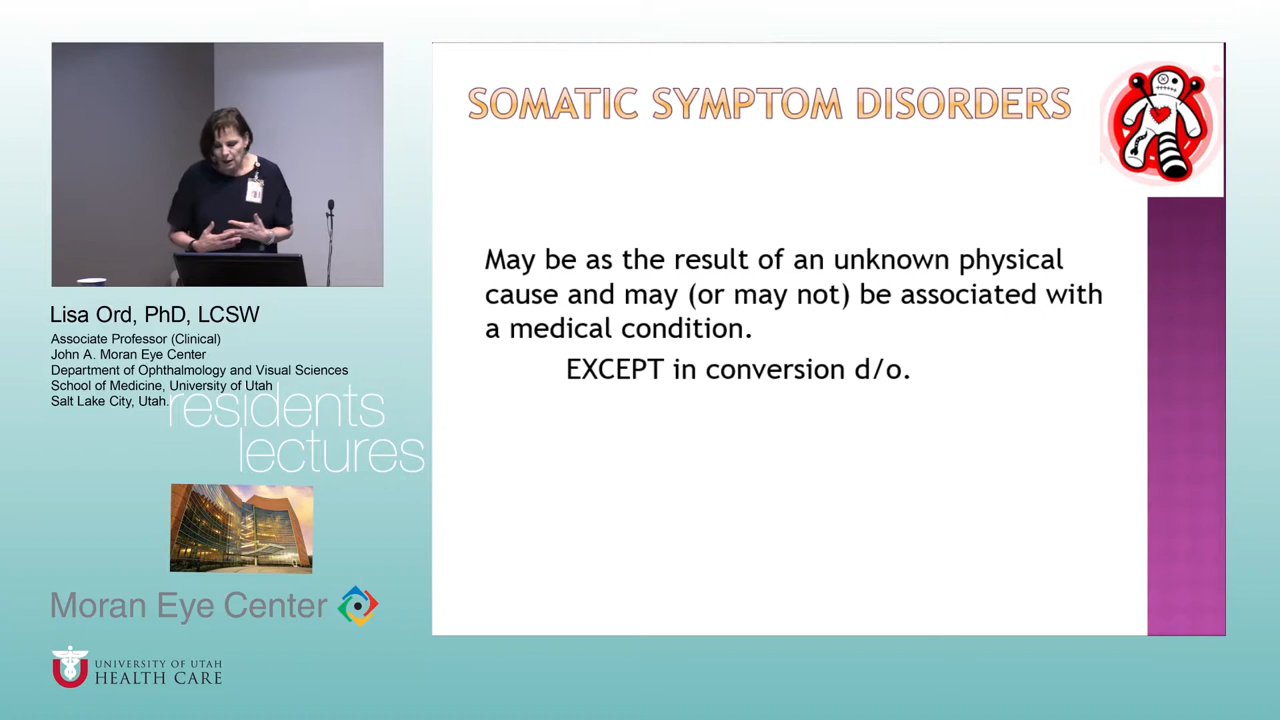 SOMATIC SYMPTOM DISORDERS
May be as the result of an unknown physical
cause and may (or may not) be associated with
a medical condition.
EXCEPT in conversion d/o.
Lisa Ord, PhD, LCSW
Associate Professor (Clinical)
John A. Moran Eye Center
Department of Ophthalmology and Visual Sciences
School of Medicine, University of Utah
Salt Lake City, Utah.
residents
lectures
Moran Eye Center
UNIVERSITY OF UTAH
HEALTH CARE